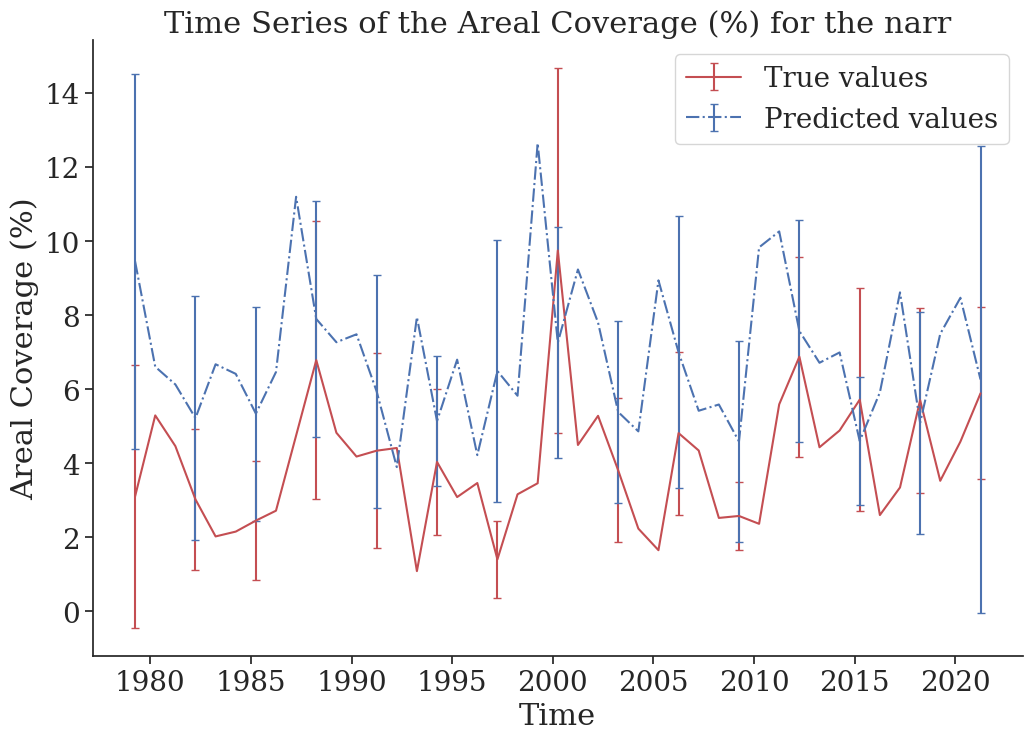 Time Series of the Areal Coverage (%) for the narr
True values
Predicted values
Areal Coverage (%)
14
12
10
8
6
4
2
0
1980 1985 1990 1995 2000 2005 2010 2015 2020
Time